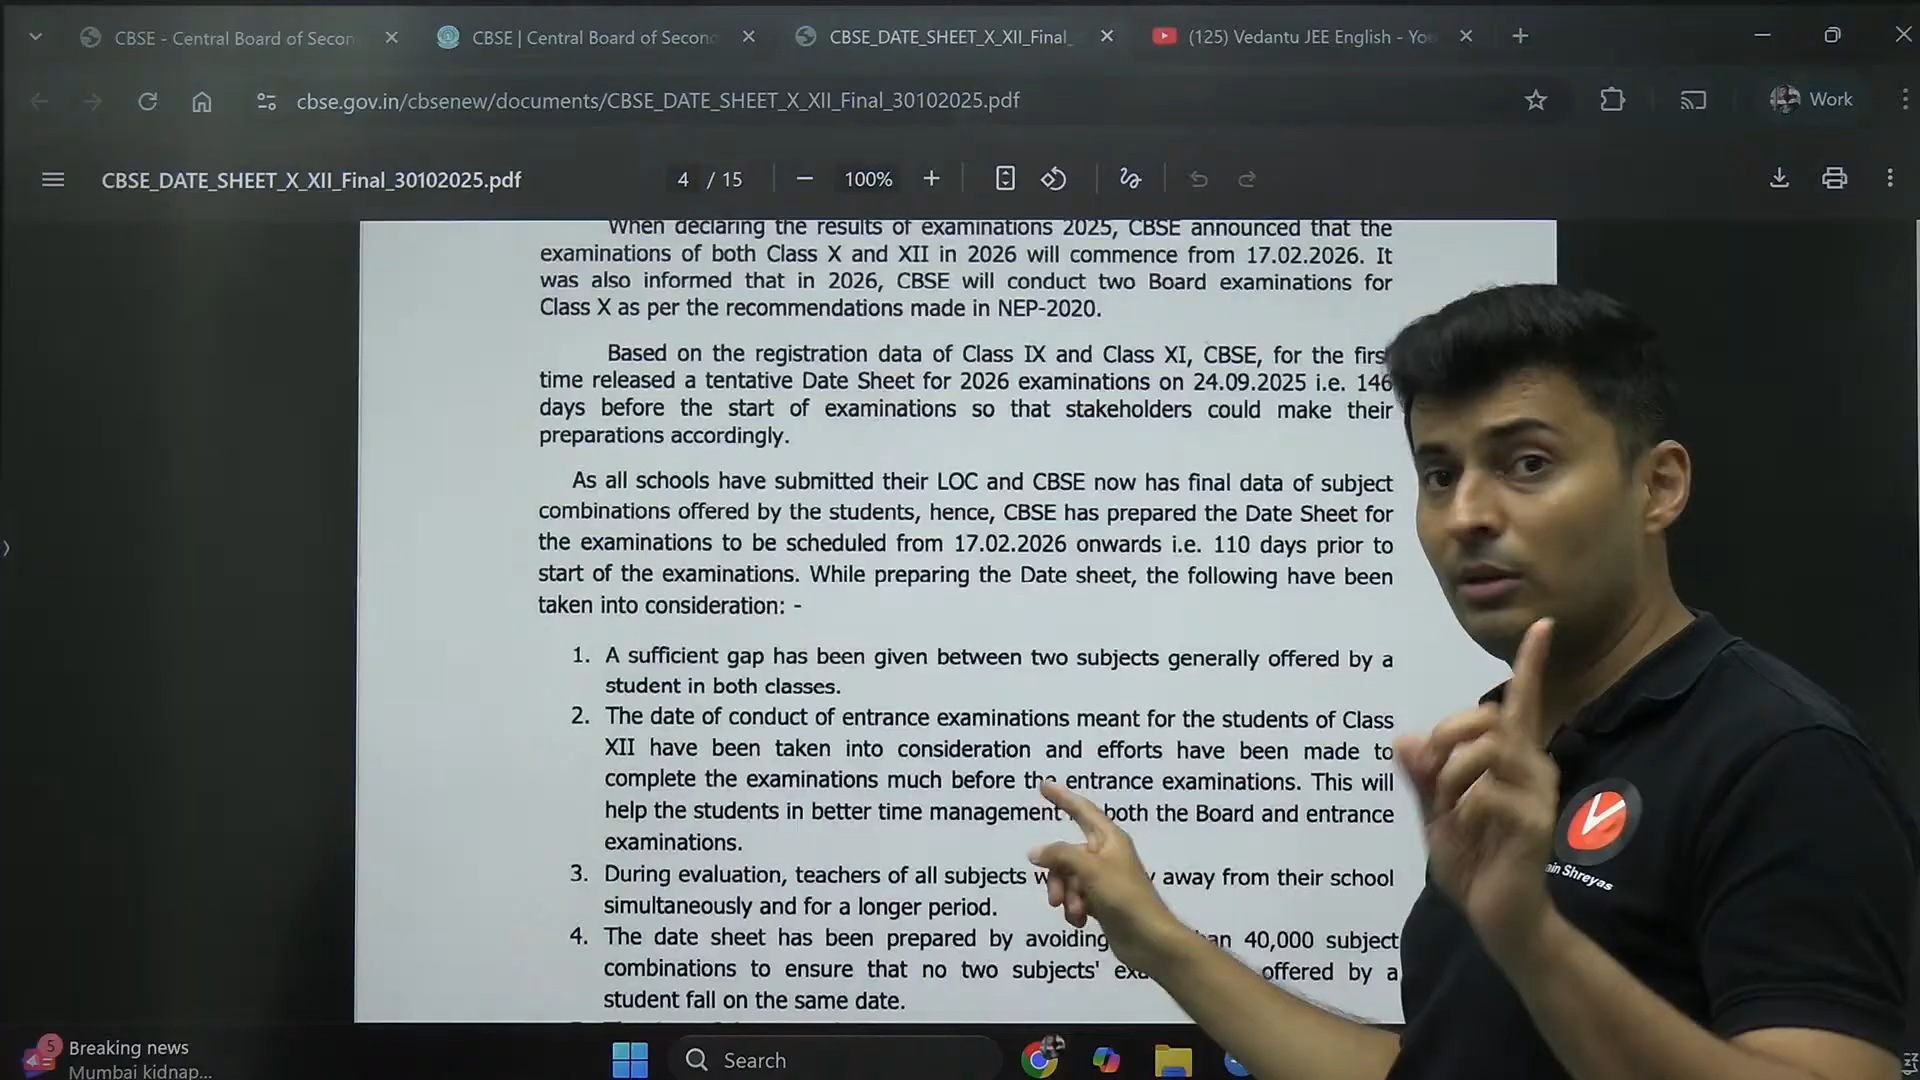 CBSE - Central Board of Secon
CBSE | Central Board of Second
CBSE_DATE_SHEET_X_XII_Final_
(125) Vedantu JEE English - You
cbse.gov.in/cbsenew/documents/CBSE_DATE_SHEET_X_XII_Final_30102025.pdf
Work
CBSE_DATE_SHEET_X_XII_Final_30102025.pdf
4 / 15
100%
When declaring the results of examinations 2025, CBSE announced that the
examinations of both Class X and XII in 2026 will commence from 17.02.2026. It
was also informed that in 2026, CBSE will conduct two Board examinations for
Class X as per the recommendations made in NEP-2020.
Based on the registration data of Class IX and Class XI, CBSE, for the firs
time released a tentative Date Sheet for 2026 examinations on 24.09.2025 i.e. 146
days before the start of examinations so that stakeholders could make their
preparations accordingly.
As all schools have submitted their LOC and CBSE now has final data of subject
combinations offered by the students, hence, CBSE has prepared the Date Sheet for
the examinations to be scheduled from 17.02.2026 onwards i.e. 110 days prior to
start of the examinations. While preparing the Date sheet, the following have been
taken into consideration: -
1. A sufficient gap has been given between two subjects generally offered by a
student in both classes.
2. The date of conduct of entrance examinations meant for the students of Class
XII have been taken into consideration and efforts have been made to
complete the examinations much before the entrance examinations. This will
help the students in better time management both the Board and entrance
examinations.
3. During evaluation, teachers of all subjects away from their school
simultaneously and for a longer period.
4. The date sheet has been prepared by avoiding 40,000 subject
combinations to ensure that no two subjects' offered by a
student fall on the same date.
ain Shreyas
5
Breaking news
Mumbai kidnap...
Search